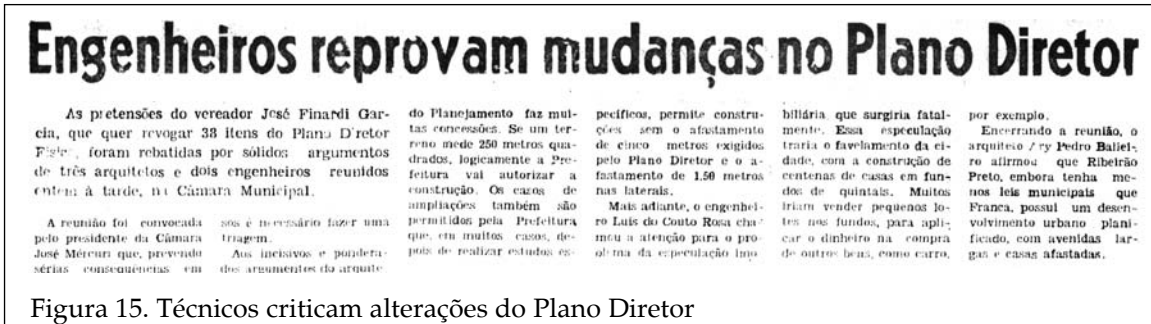 Engenheiros reprovam mudanças no Plano Diretor
As pretensões do vereador José Finardi Gar-
cia, que quer revogar 38 itens do Plano Diretor
foram rebatidas por sólidos argumentos
de três arquitetos e dois engenheiros reunidos
ontem à tarde, na Câmara Municipal.
A reunião foi convocada
pelo presidente da Câmara
José Mércuri que, prevendo
sérias consequências em
sos é necessário fazer uma
triagem.
Aos incisivos e pondera-
dos argumentos do arquite-
do Planejamento faz mui-
tas concessões. Se um ter-
reno mede 250 metros qua-
drados, logicamente a Pre-
feitura vai autorizar a
construção. Os casos de
ampliações também são
permitidos pela Prefeitura
que, em muitos casos, de-
pois de realizar estudos es-
pecíficos, permite constru-
ções sem o afastamento
de cinco metros exigidos
pelo Plano Diretor e o a-
fastamento de 1.50 metros
nas laterais.
Mais adiante, o engenhei-
ro Luis do Couto Rosa cha-
mou a atenção para o pro-
blema da especulação imo-
biliária, que surgiria fatal-
mente. Essa especulação
traria o favelamento da ci-
dade, com a construção de
centenas de casas em fun-
dos de quintais. Muitos
iriam vender pequenos lo-
tes nos fundos, para apli-
car o dinheiro na compra
de outros bens, como carro,
por exemplo.
Encerrando a reunião, o
arquiteto Pedro Baliei-
ro afirmou que Ribeirão
Preto, embora tenha me-
nos leis municipais que
Franca, possui um desen-
volvimento urbano plani-
ficado, com avenidas lar-
gas e casas afastadas.
Figura 15. Técnicos criticam alterações do Plano Diretor